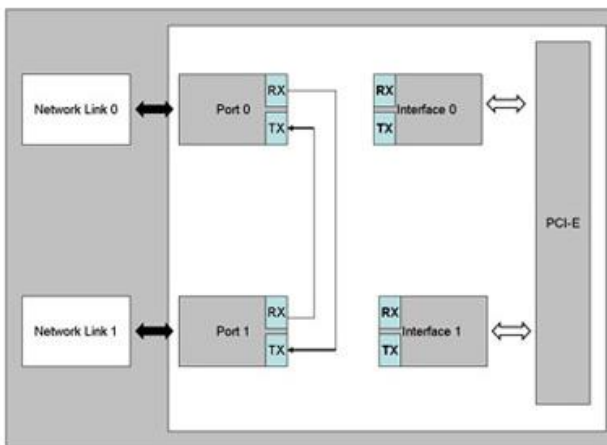 Network Link 0
Port 0
RX
TX
RX
TX
Interface 0
PCI-E
Network Link 1
Port 1
RX
TX
RX
TX
Interface 1